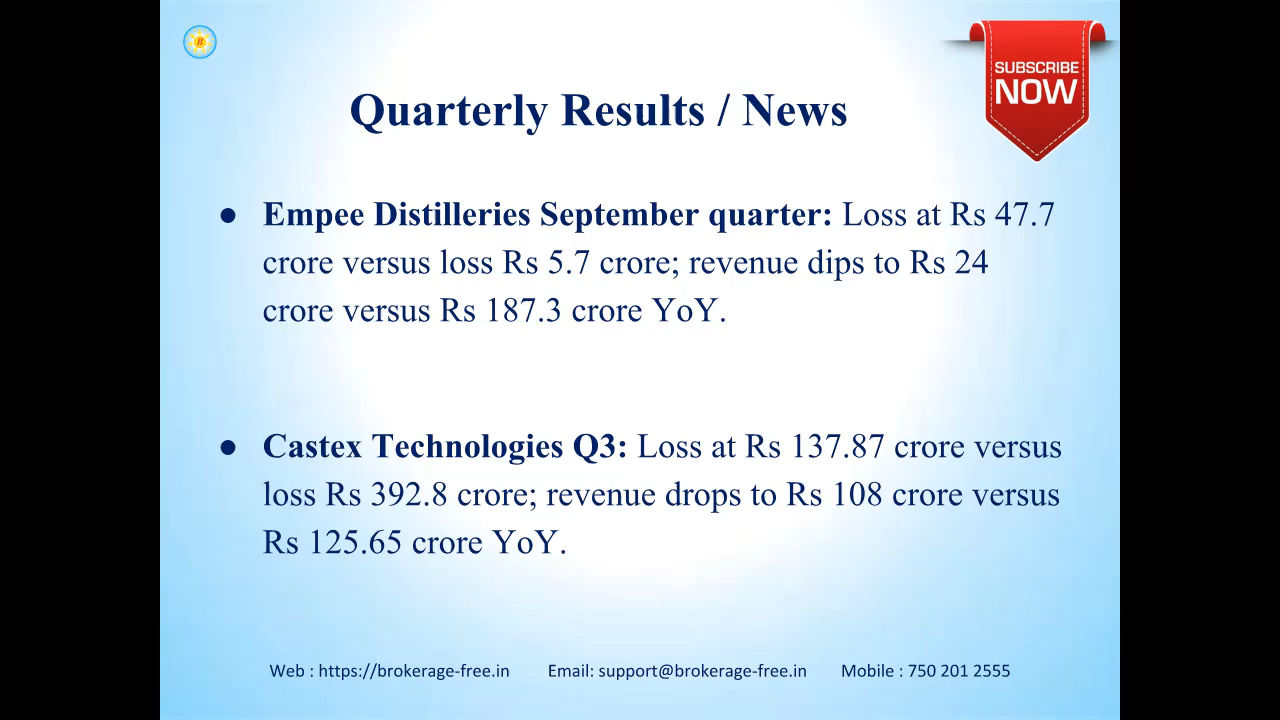 SUBSCRIBE
NOW
Quarterly Results / News
● Empee Distilleries September quarter: Loss at Rs 47.7
crore versus loss Rs 5.7 crore; revenue dips to Rs 24
crore versus Rs 187.3 crore YoY.
● Castex Technologies Q3: Loss at Rs 137.87 crore versus
loss Rs 392.8 crore; revenue drops to Rs 108 crore versus
Rs 125.65 crore YoY.
Web : https://brokerage-free.in Email: support@brokerage-free.in Mobile : 750 201 2555